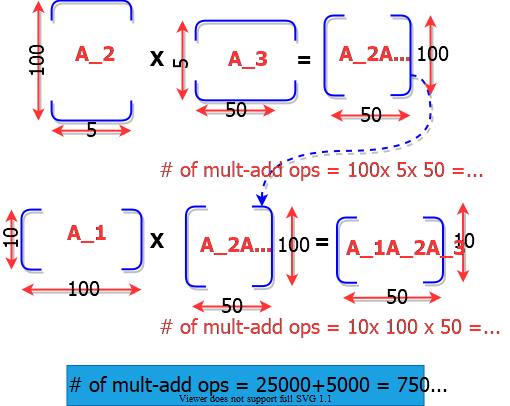 A_2
X
A_3
=
A_2A...
100
5
5
50
100
50
# of mult-add ops = 100x 5x 50 =...
A_1
X
A_2A...
=
A_1A_2A_3
10
100
100
50
10
50
# of mult-add ops = 10x 100 x 50 =...
# of mult-add ops = 25000+5000 = 750...
Viewer does not support full SVG 1.1